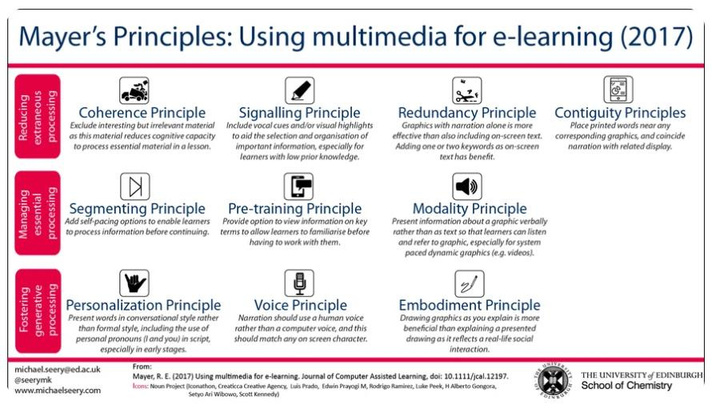 Mayer's Principles: Using multimedia for e-learning (2017)
Reducing
extraneous
processing
Coherence Principle
Exclude interesting but irrelevant material
as this material reduces cognitive capacity
to process essential material in a lesson.
Signalling Principle
Include vocal cues and/or visual highlights
to aid the selection and organisation of
important information, especially for
learners with low prior knowledge.
Redundancy Principle
Graphics with narration alone is more
effective than also including on-screen text.
Adding one or two keywords as on-screen
text has benefit.
Contiguity Principles
Place printed words near any
corresponding graphics, and coincide
narration with related display.
Managing
essential
processing
Segmenting Principle
Add self-pacing options to enable learners
to process information before continuing.
Pre-training Principle
Provide option to view information on key
terms to allow learners to familiarise before
having to work with them.
Modality Principle
Present information about a graphic verbally
rather than as text so that learners can listen
and refer to graphic, especially for system
paced dynamic graphics (e.g. videos).
Fostering
generative
processing
Personalization Principle
Present words in conversational style rather
than formal style, including the use of
personal pronouns (I and you) in script,
especially in early stages.
Voice Principle
Narration should use a human voice
rather than a computer voice, and this
should match any on screen character.
Embodiment Principle
Drawing graphics as you explain is more
beneficial than explaining a presented
drawing as it reflects a real-life social
interaction.
michael.seery@ed.ac.uk
@seerymk
www.michaelseery.com
From:
Mayer, R. E. (2017) Using multimedia for e-learning. Journal of Computer Assisted Learning, doi: 10.1111/jcal.12197.
Icons: Noun Project (Iconathon, Creaticca Creative Agency, Luis Prado, Edwin Prayogi M, Rodrigo Ramirez, Luke Peek, H Alberto Gongora,
Setyo Ari Wibowo, Scott Kennedy)
THE UNIVERSITY of EDINBURGH
School of Chemistry